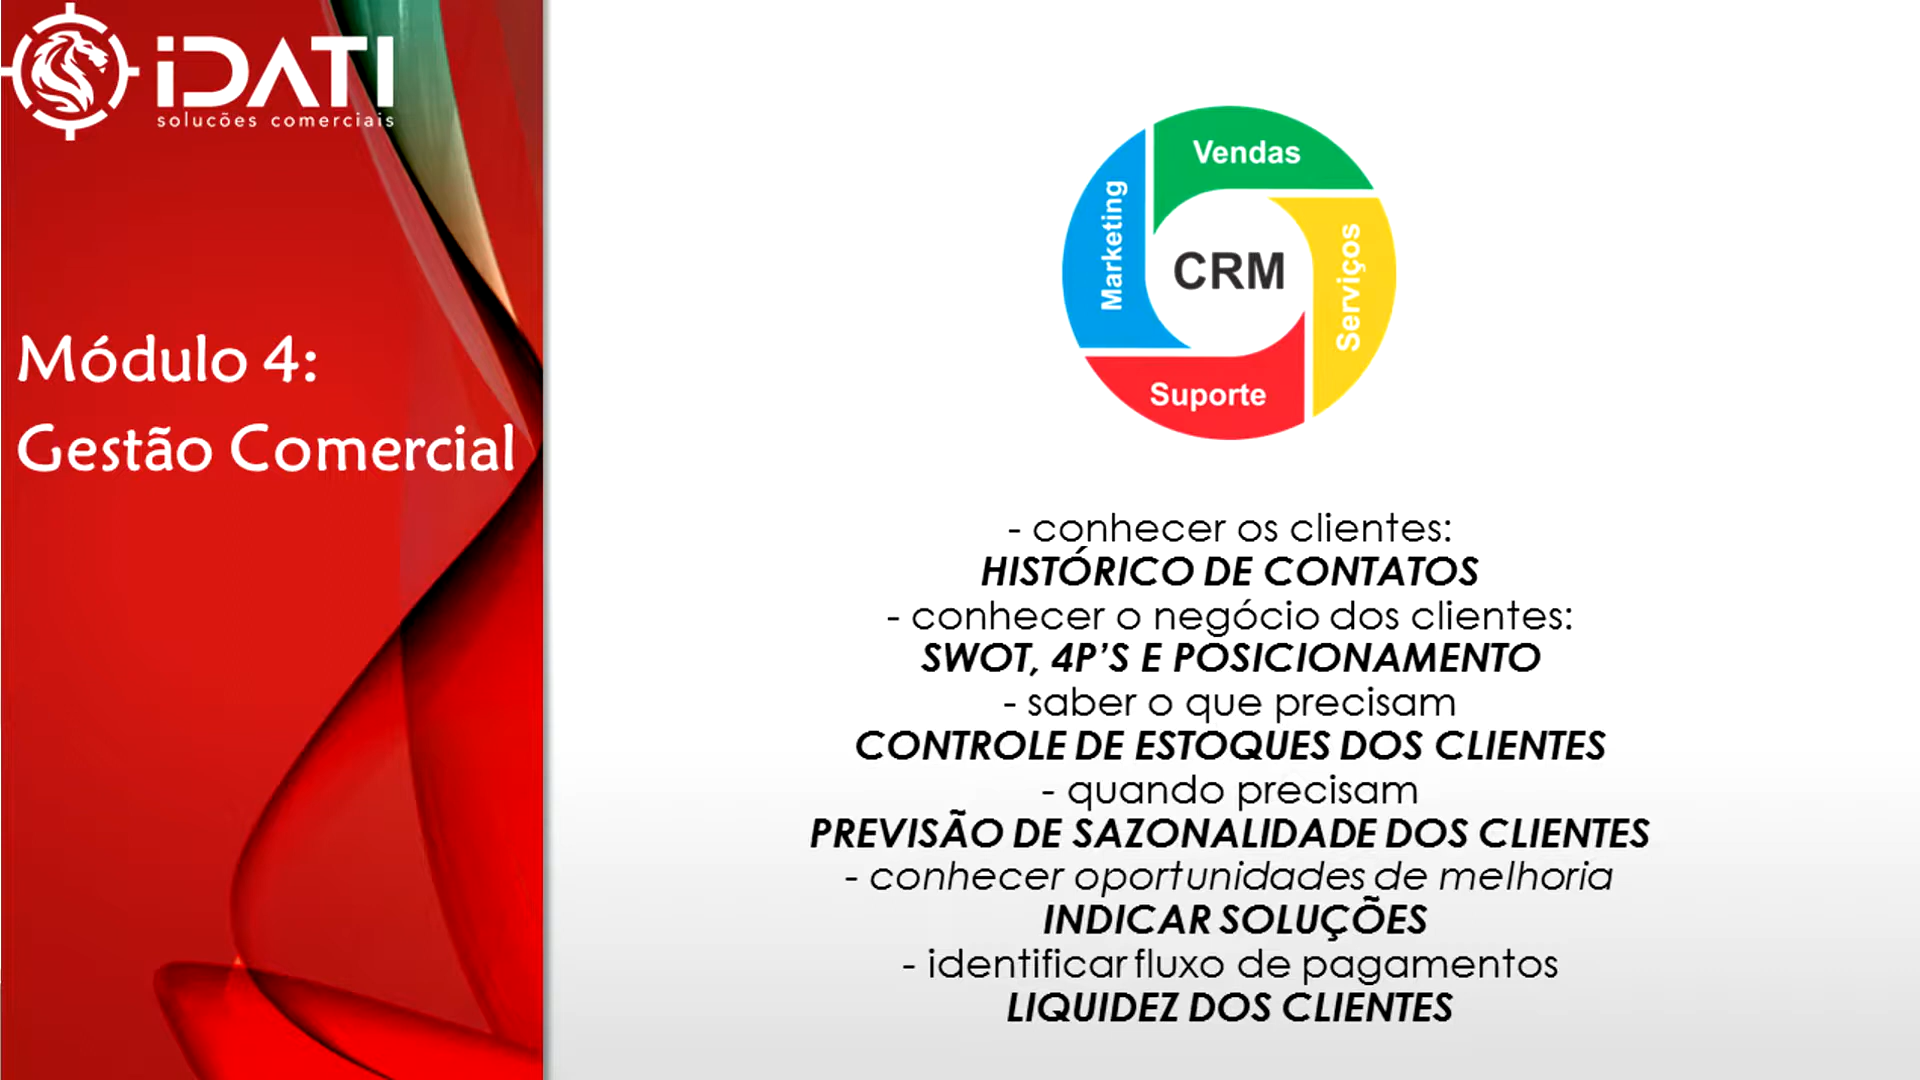 iDATI
solucões comerciais
Módulo 4:
Gestão Comercial
Vendas
Marketing
CRM
Serviços
Suporte
- conhecer os clientes:
HISTÓRICO DE CONTATOS
- conhecer o negócio dos clientes:
SWOT, 4P’S E POSICIONAMENTO
- saber o que precisam
CONTROLE DE ESTOQUES DOS CLIENTES
- quando precisam
PREVISÃO DE SAZONALIDADE DOS CLIENTES
- conhecer oportunidades de melhoria
INDICAR SOLUÇÕES
- identificar fluxo de pagamentos
LIQUIDEZ DOS CLIENTES